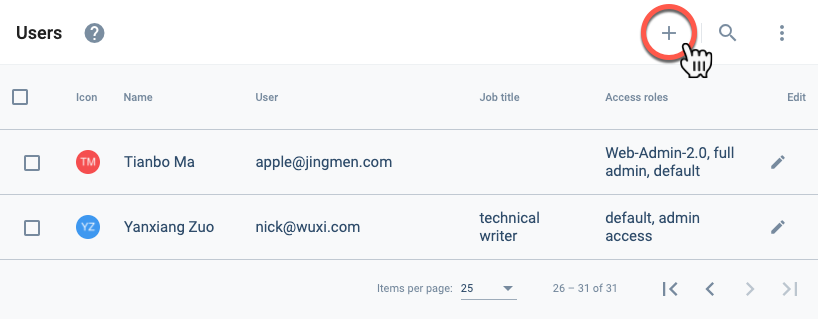 Users ?
Icon Name User Job title Access roles Edit
TM Tianbo Ma apple@jingmen.com Web-Admin-2.0, full
admin, default
YZ Yanxiang Zuo nick@wuxi.com technical
writer
default, admin
access
Items per page: 25 26 – 31 of 31